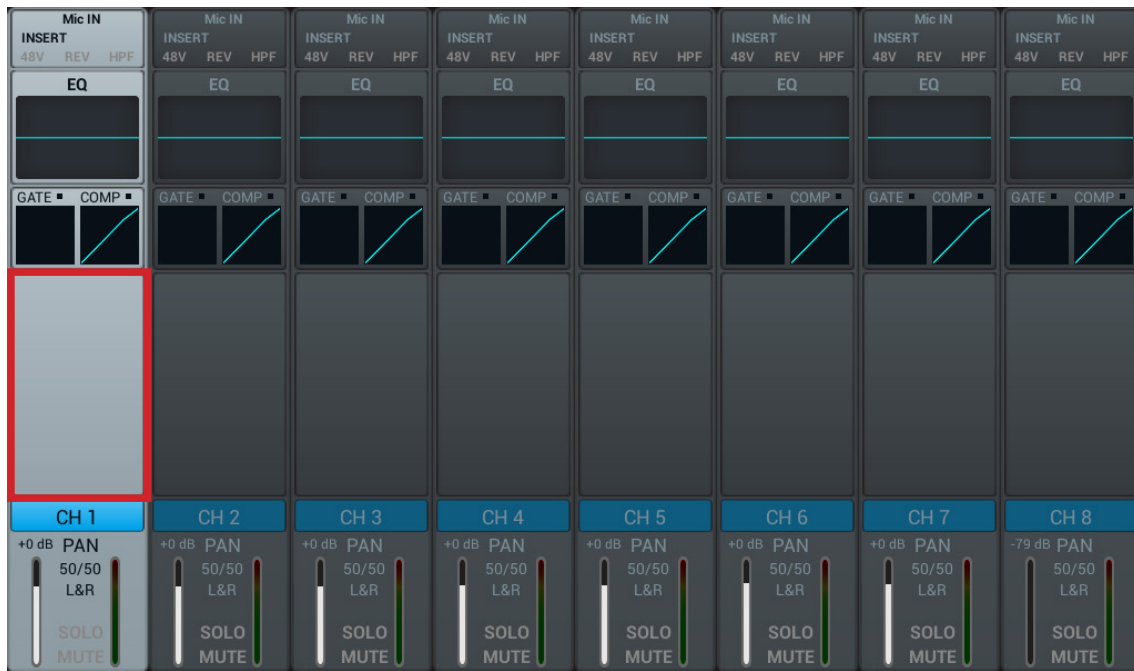 Mic IN Mic IN Mic IN Mic IN Mic IN Mic IN Mic IN Mic IN
INSERT INSERT INSERT INSERT INSERT INSERT INSERT INSERT
48V REV HPF 48V REV HPF 48V REV HPF 48V REV HPF 48V REV HPF 48V REV HPF 48V REV HPF 48V REV HPF
EQ EQ EQ EQ EQ EQ EQ EQ
GATE COMP GATE COMP GATE COMP GATE COMP GATE COMP GATE COMP GATE COMP GATE COMP
CH 1 CH 2 CH 3 CH 4 CH 5 CH 6 CH 7 CH 8
+0 dB PAN +0 dB PAN +0 dB PAN +0 dB PAN +0 dB PAN +0 dB PAN +0 dB PAN -79 dB PAN
50/50 50/50 50/50 50/50 50/50 50/50 50/50 50/50
L&R L&R L&R L&R L&R L&R L&R L&R
SOLO SOLO SOLO SOLO SOLO SOLO SOLO SOLO
MUTE MUTE MUTE MUTE MUTE MUTE MUTE MUTE